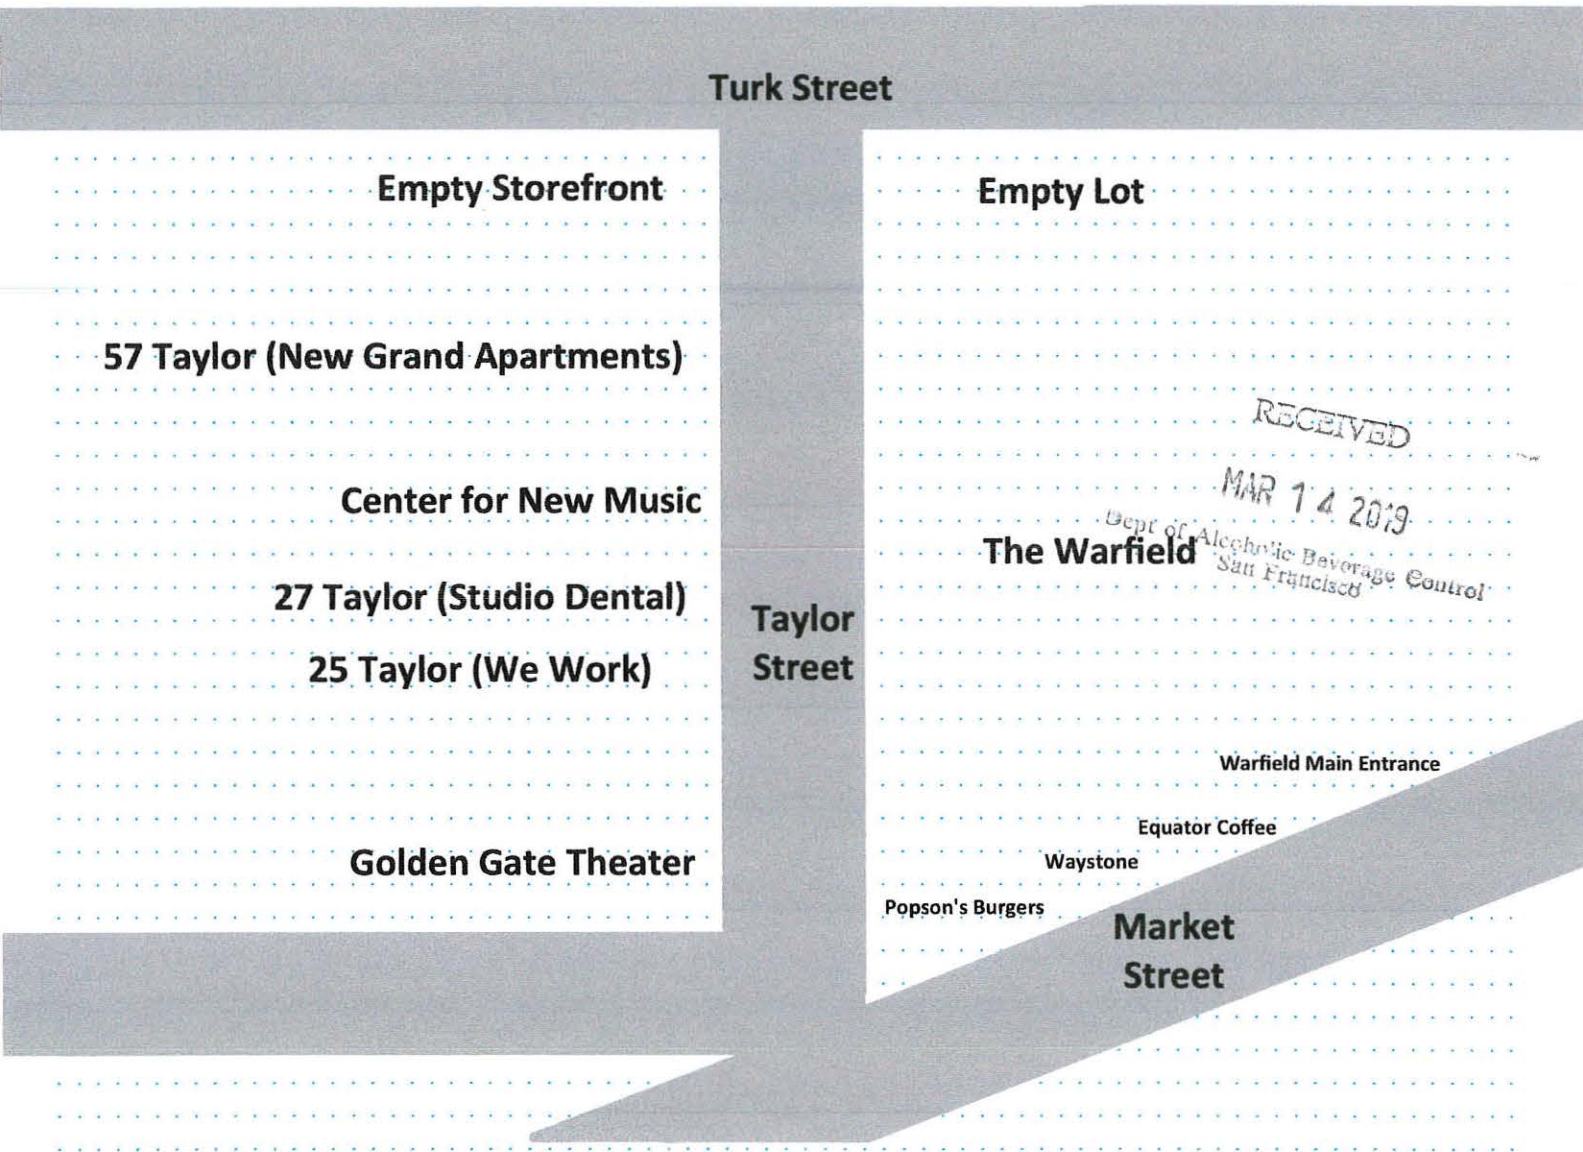 Turk Street
Empty Storefront
Empty Lot
57 Taylor (New Grand Apartments)
RECEIVED
MAR 14 2019
Center for New Music
Dept of Alcoholic Beverage Control
San Francisco
The Warfield
27 Taylor (Studio Dental)
Taylor
Street
25 Taylor (We Work)
Warfield Main Entrance
Equator Coffee
Waystone
Golden Gate Theater
Popson's Burgers
Market
Street